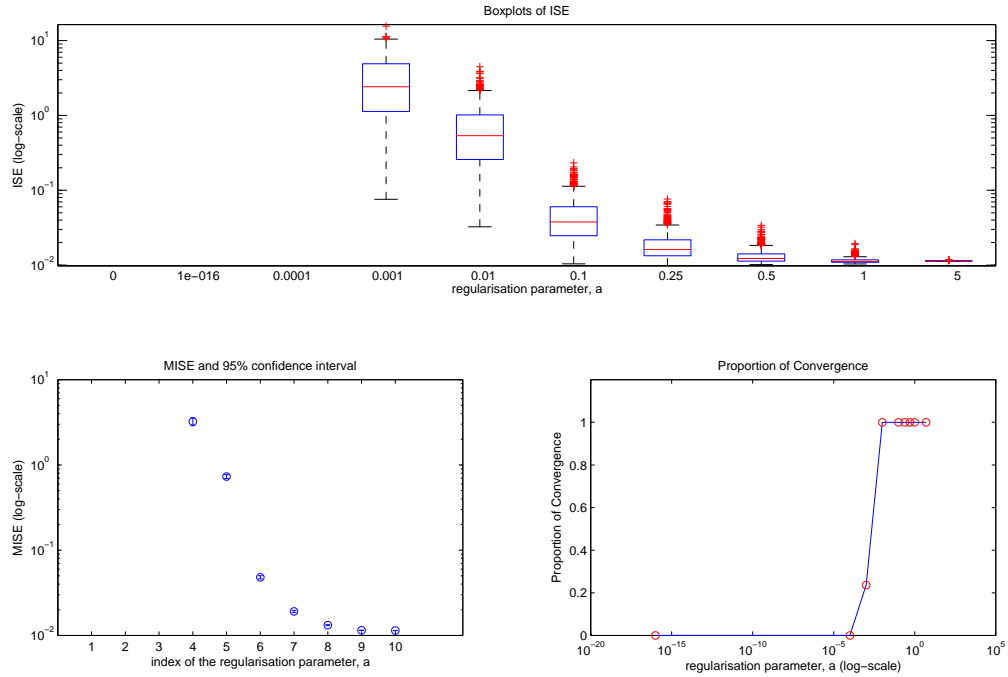 Boxplots of ISE
ISE (log−scale)
10^1
10^0
10^−1
10^−2
0 1e−016 0.0001 0.001 0.01 0.1 0.25 0.5 1 5
regularisation parameter, a
MISE and 95% confidence interval
MISE (log−scale)
10^1
10^0
10^−1
10^−2
1 2 3 4 5 6 7 8 9 10
index of the regularisation parameter, a
Proportion of Convergence
Proportion of Convergence
1
0.8
0.6
0.4
0.2
0
10^−20 10^−15 10^−10 10^−5 10^0 10^5
regularisation parameter, a (log−scale)